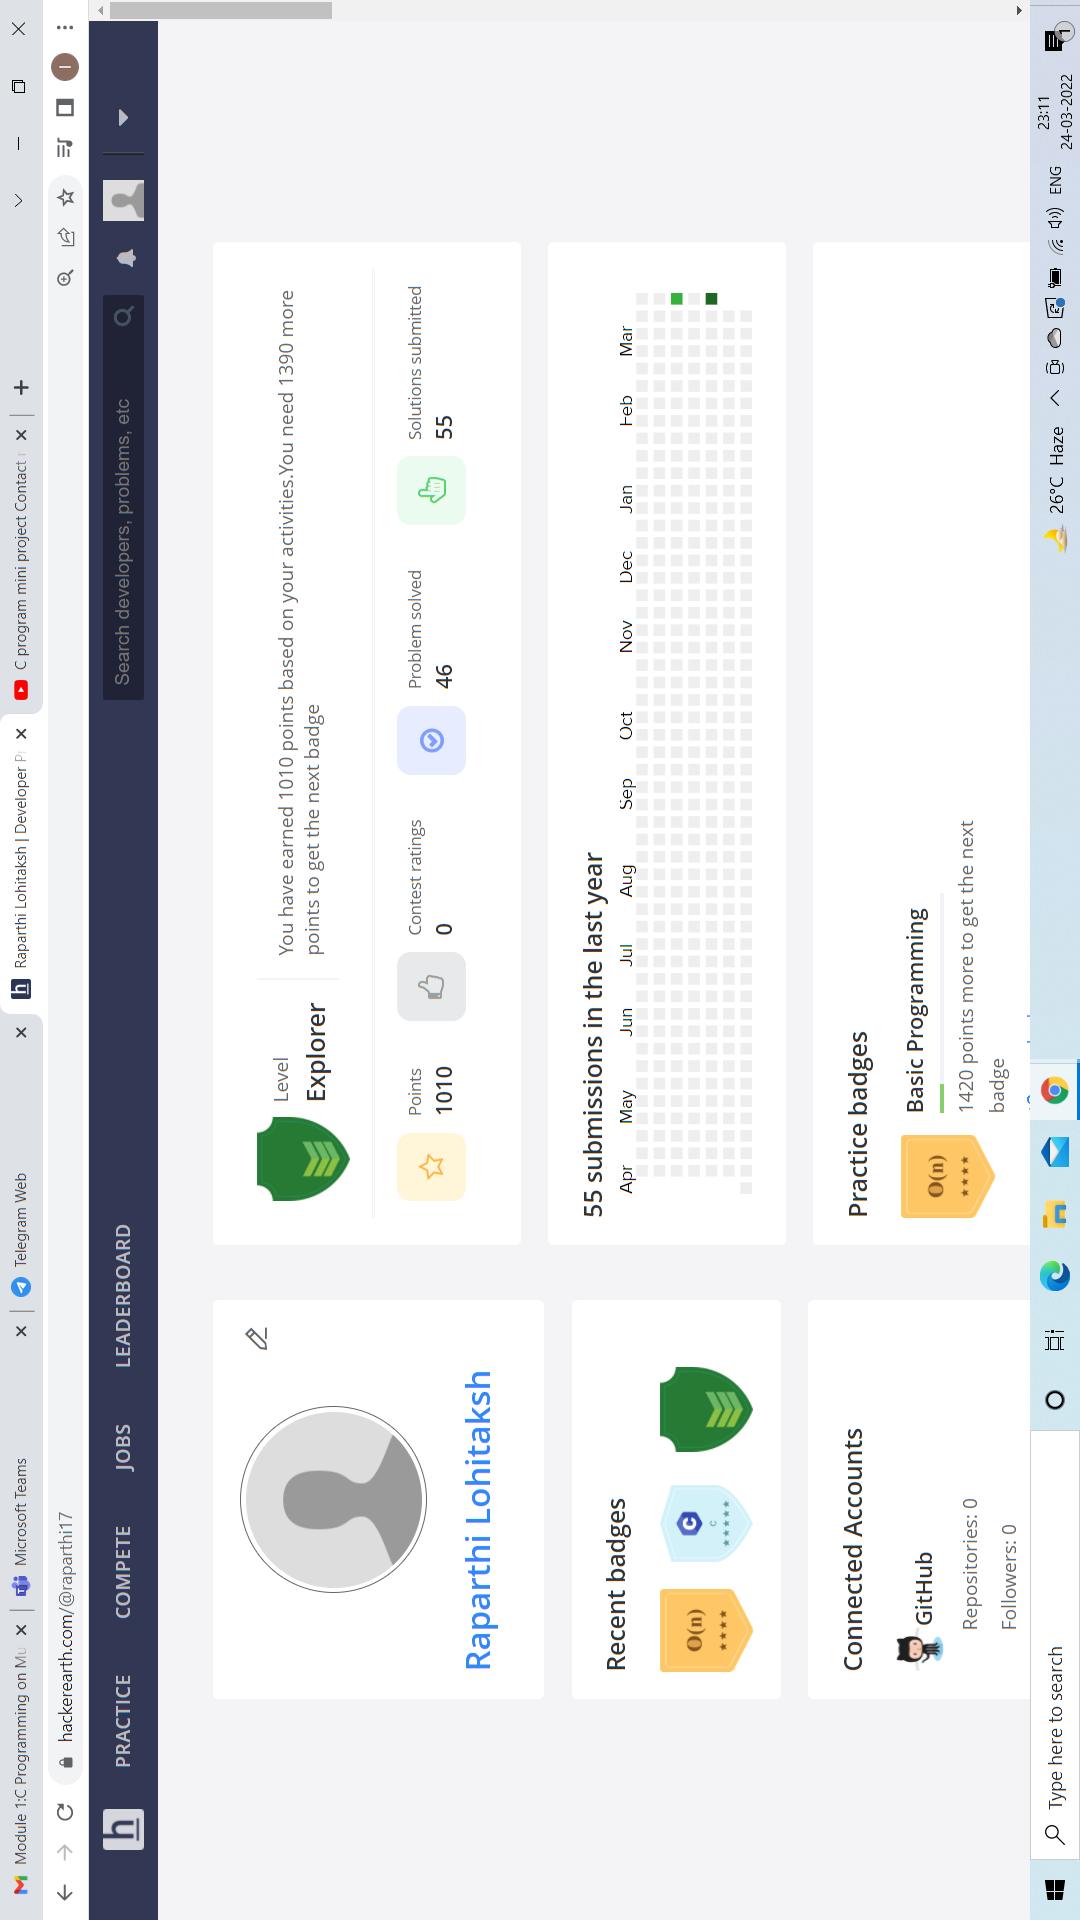 Module 1:C Programming on Mu
Microsoft Teams
Telegram Web
Raparthi Lohitaksh | Developer Pr
C program mini project Contact
hackerearth.com/@raparthi17
PRACTICE
COMPETE
JOBS
LEADERBOARD
Search developers, problems, etc
Raparthi Lohitaksh
Recent badges
O(n)
C
C
Connected Accounts
GitHub
Repositories: 0
Followers: 0
Level
Explorer
You have earned 1010 points based on your activities.You need 1390 more
points to get the next badge
Points
1010
Contest ratings
0
Problem solved
46
Solutions submitted
55
55 submissions in the last year
Apr May Jun Jul Aug Sep Oct Nov Dec Jan Feb Mar
Practice badges
O(n)
Basic Programming
1420 points more to get the next
badge
Type here to search
26°C Haze
ENG
23:11
24-03-2022
1